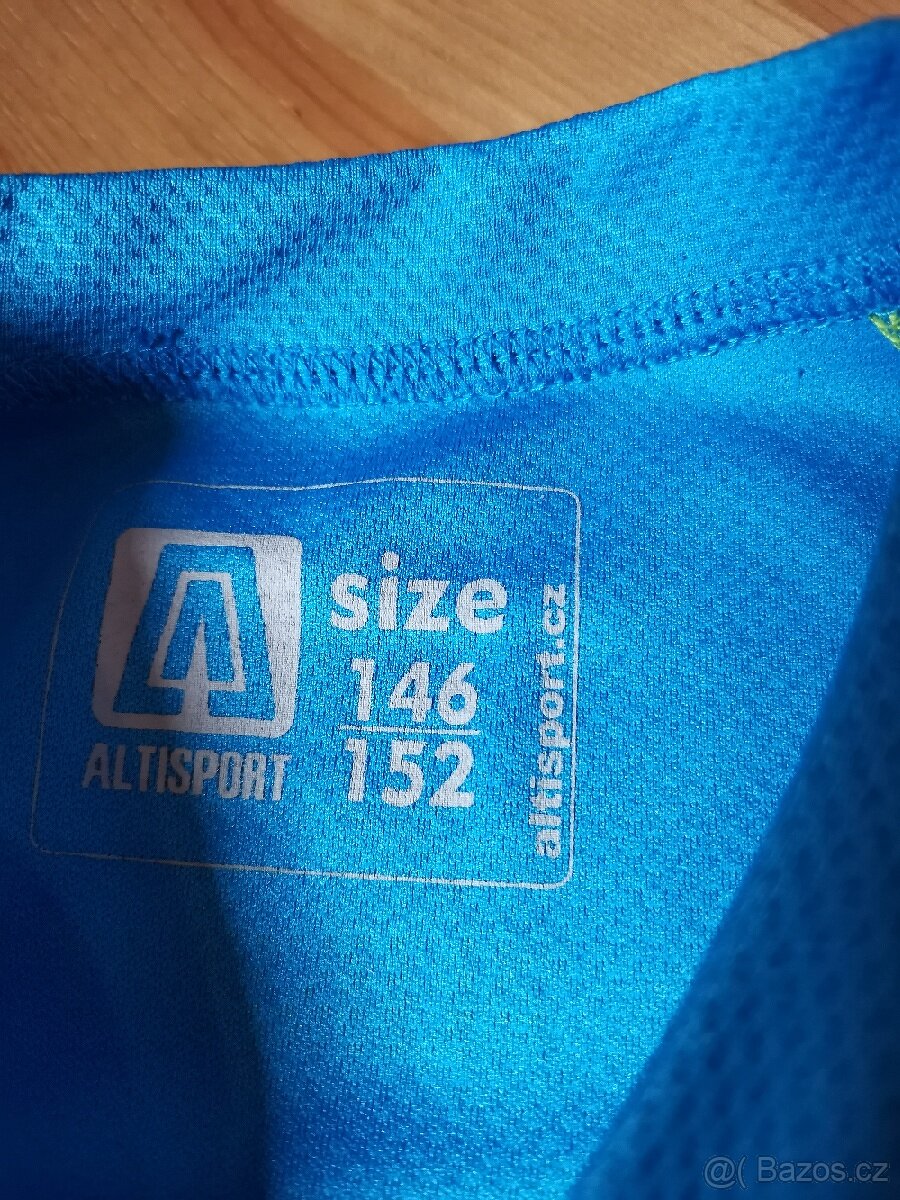 size
146
152
ALTISPORT
altisport.cz
@( Bazos.cz